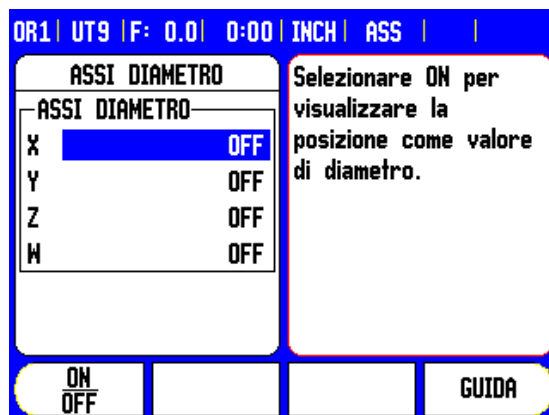 OR1| UT9 |F: 0.0| 0:00| INCH| ASS | |
ASSI DIAMETRO
ASSI DIAMETRO
X OFF
Y OFF
Z OFF
W OFF
Selezionare ON per
visualizzare la
posizione come valore
di diametro.
ON
OFF
GUIDA